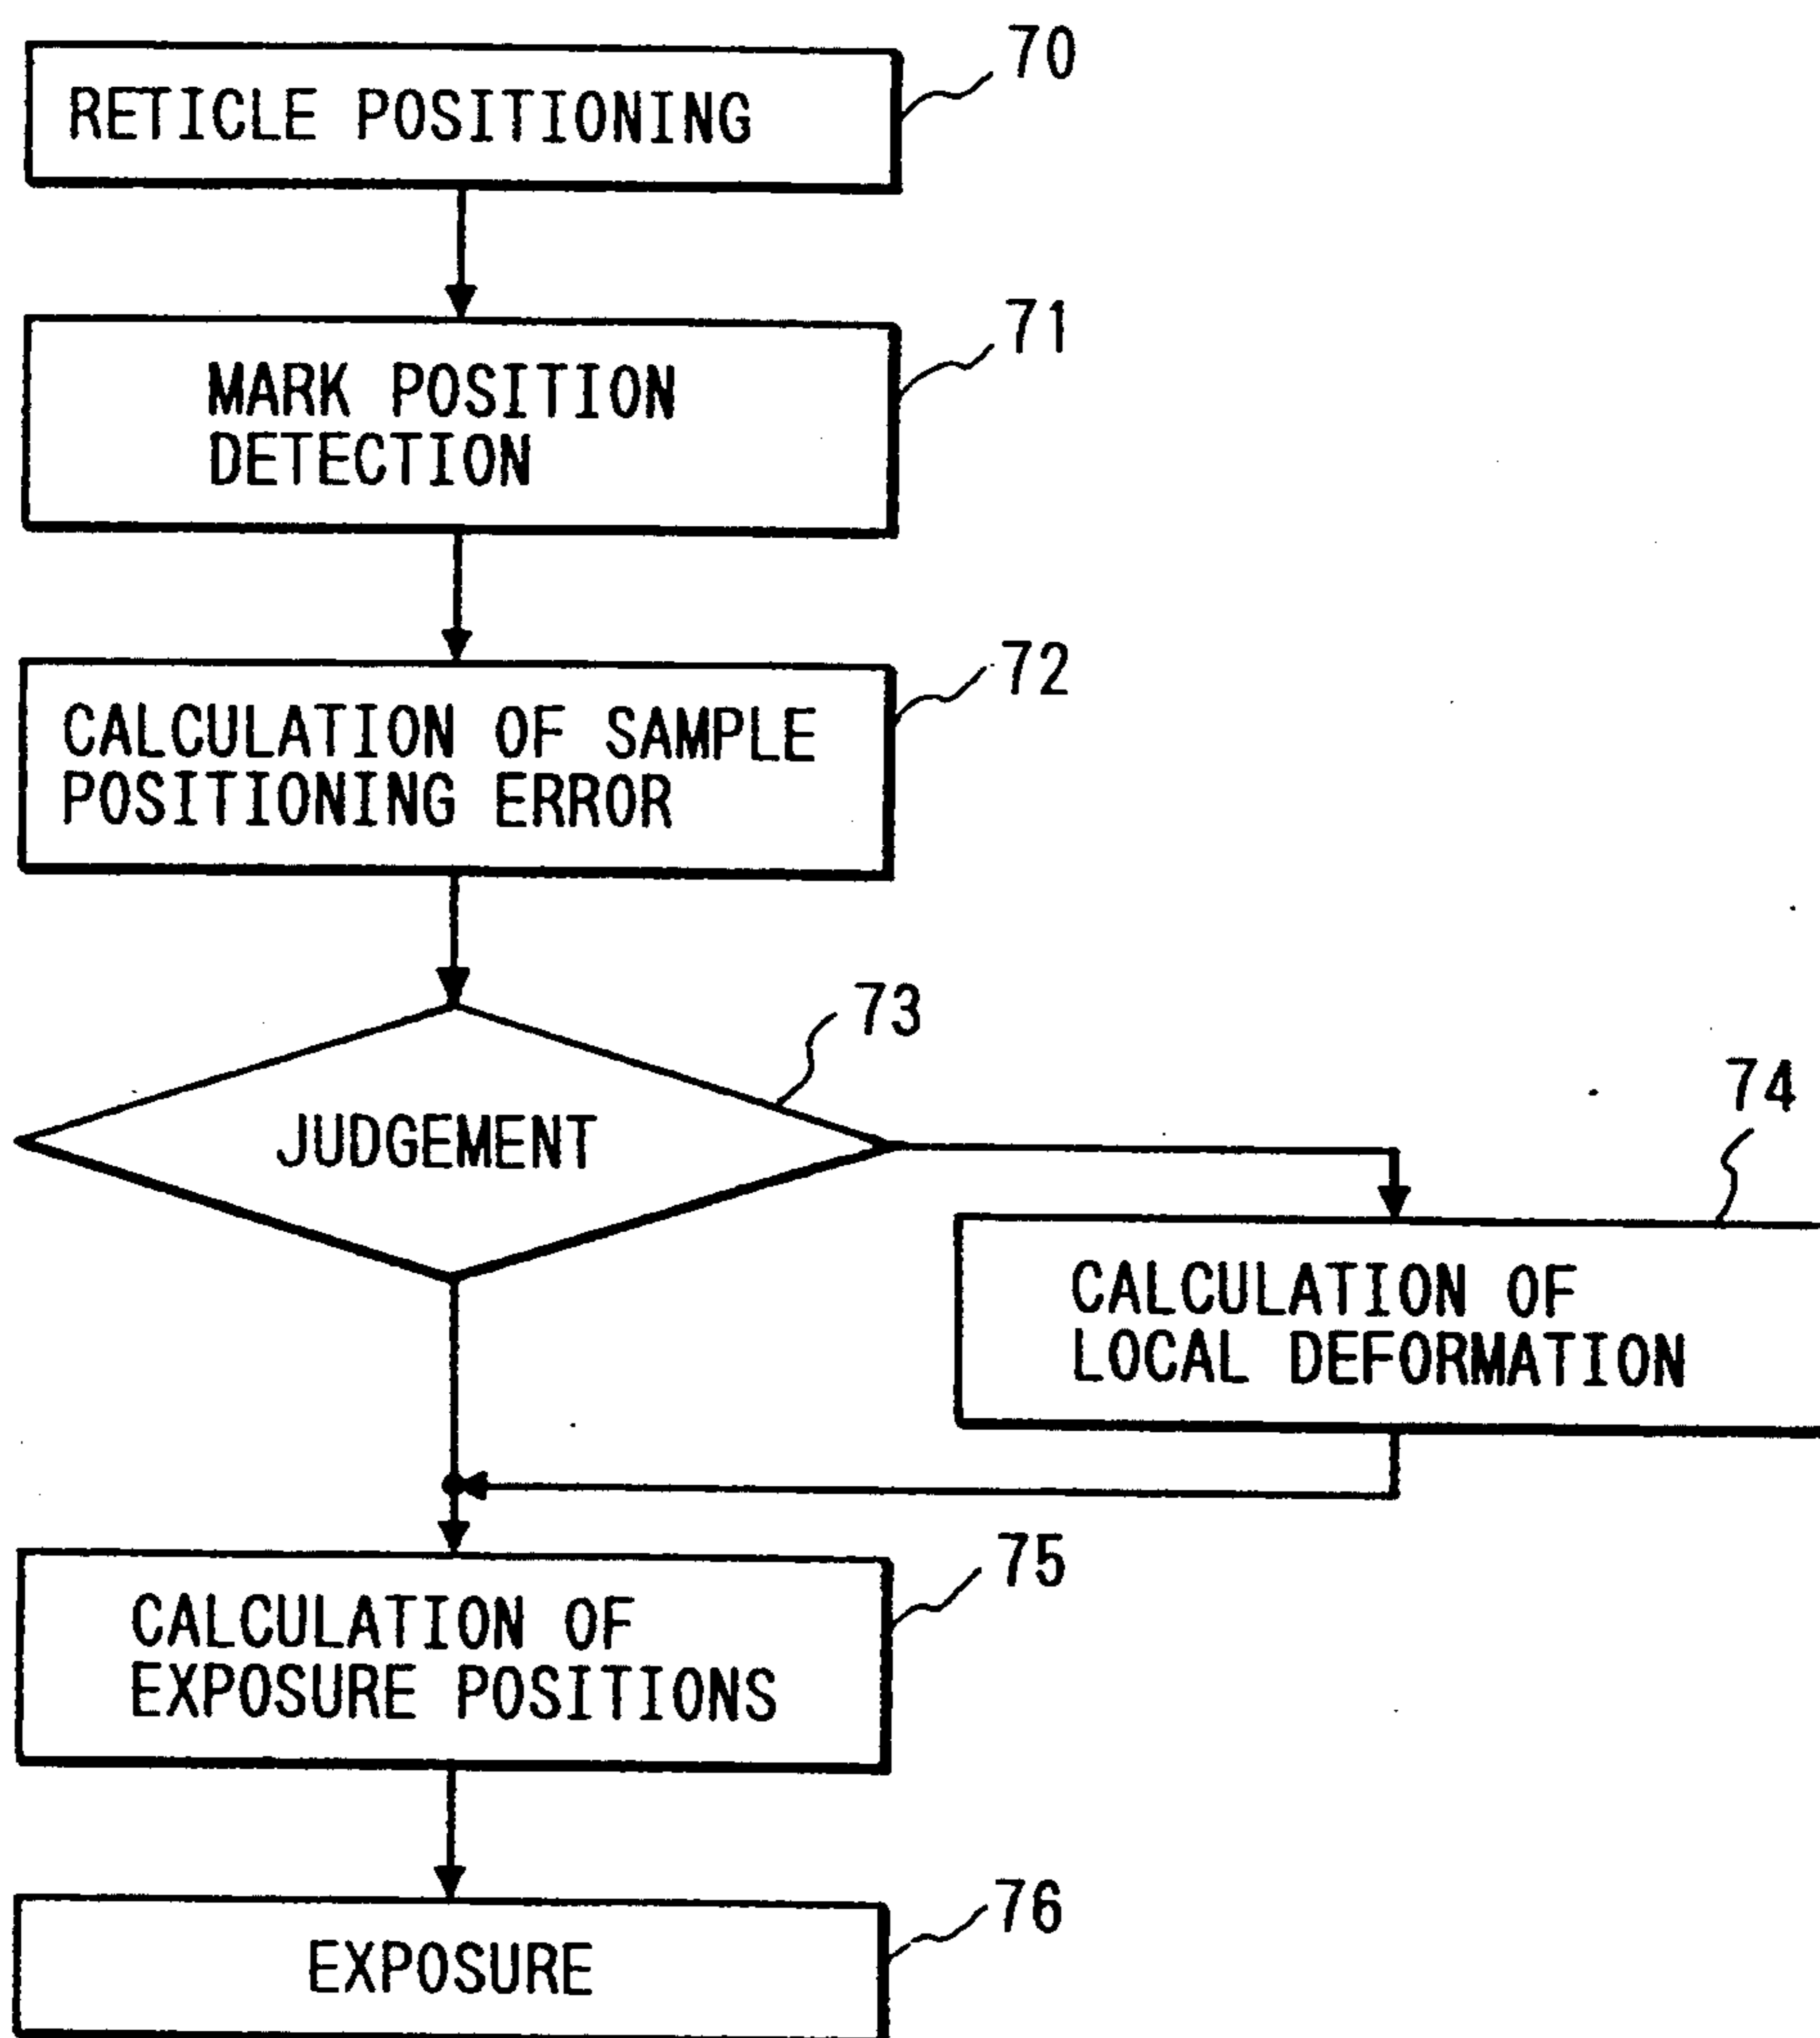 70
RETICLE POSITIONING
71
MARK POSITION
DETECTION
72
CALCULATION OF SAMPLE
POSITIONING ERROR
73
JUDGEMENT
74
CALCULATION OF
LOCAL DEFORMATION
75
CALCULATION OF
EXPOSURE POSITIONS
76
EXPOSURE